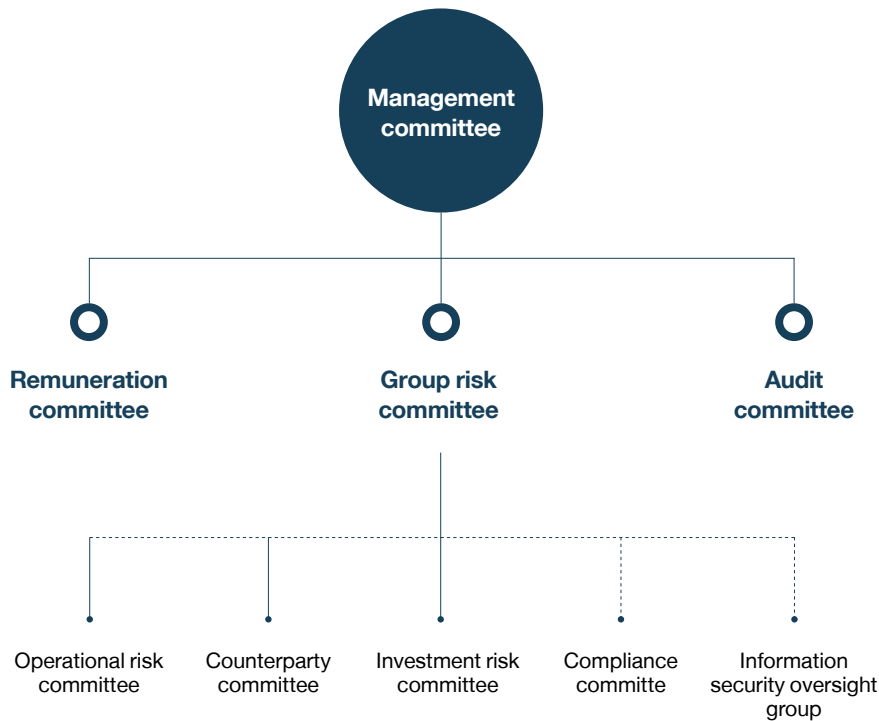 Management
committee
Remuneration
committee
Group risk
committee
Audit
committee
Operational risk
committee
Counterparty
committee
Investment risk
committee
Compliance
committe
Information
security oversight
group